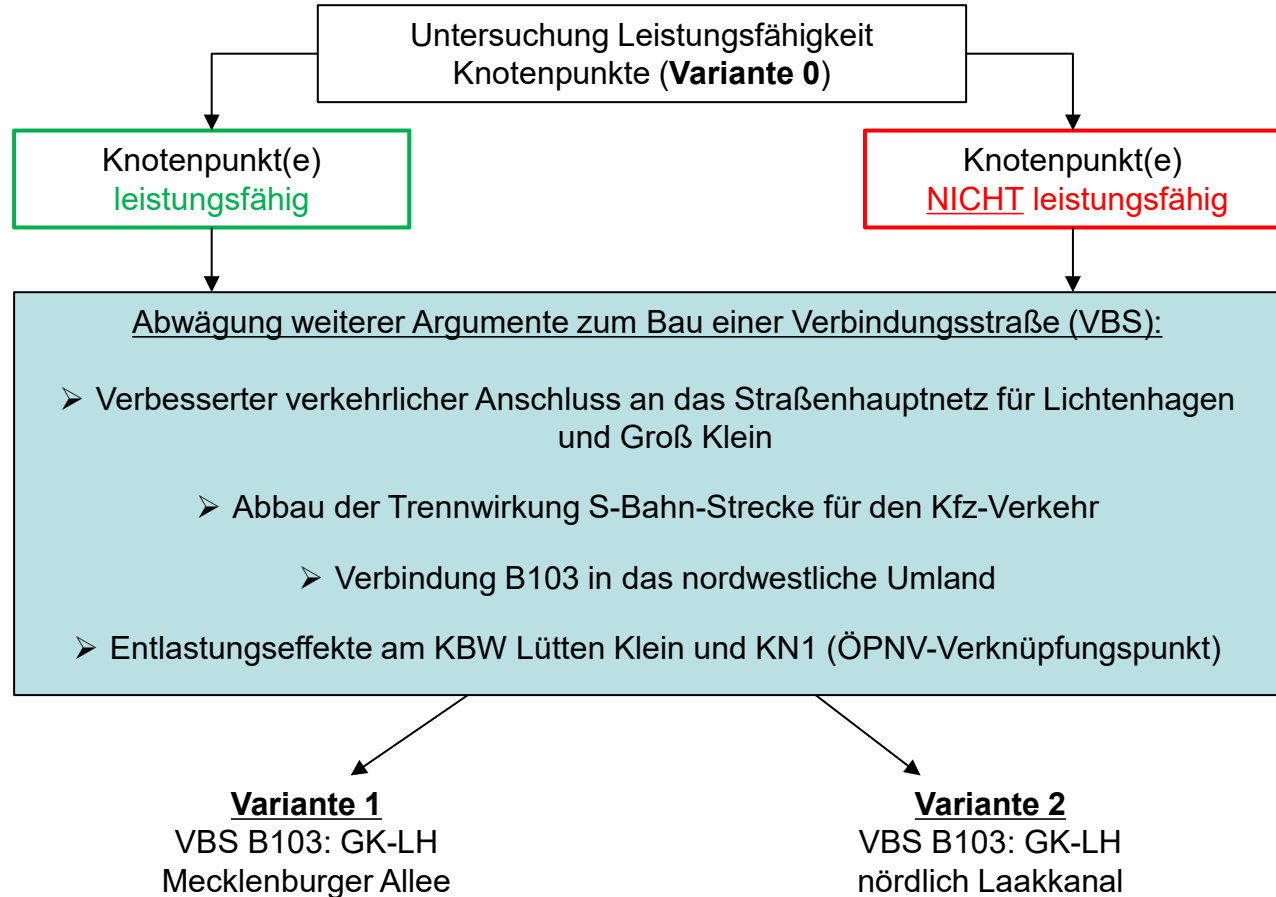 Untersuchung Leistungsfähigkeit
Knotenpunkte (Variante 0)
Knotenpunkt(e)
leistungsfähig
Knotenpunkt(e)
NICHT leistungsfähig
Abwägung weiterer Argumente zum Bau einer Verbindungsstraße (VBS):
➢ Verbesserter verkehrlicher Anschluss an das Straßenhauptnetz für Lichtenhagen
und Groß Klein
➢ Abbau der Trennwirkung S-Bahn-Strecke für den Kfz-Verkehr
➢ Verbindung B103 in das nordwestliche Umland
➢ Entlastungseffekte am KBW Lütten Klein und KN1 (ÖPNV-Verknüpfungspunkt)
Variante 1
VBS B103: GK-LH
Mecklenburger Allee
Variante 2
VBS B103: GK-LH
nördlich Laakkanal